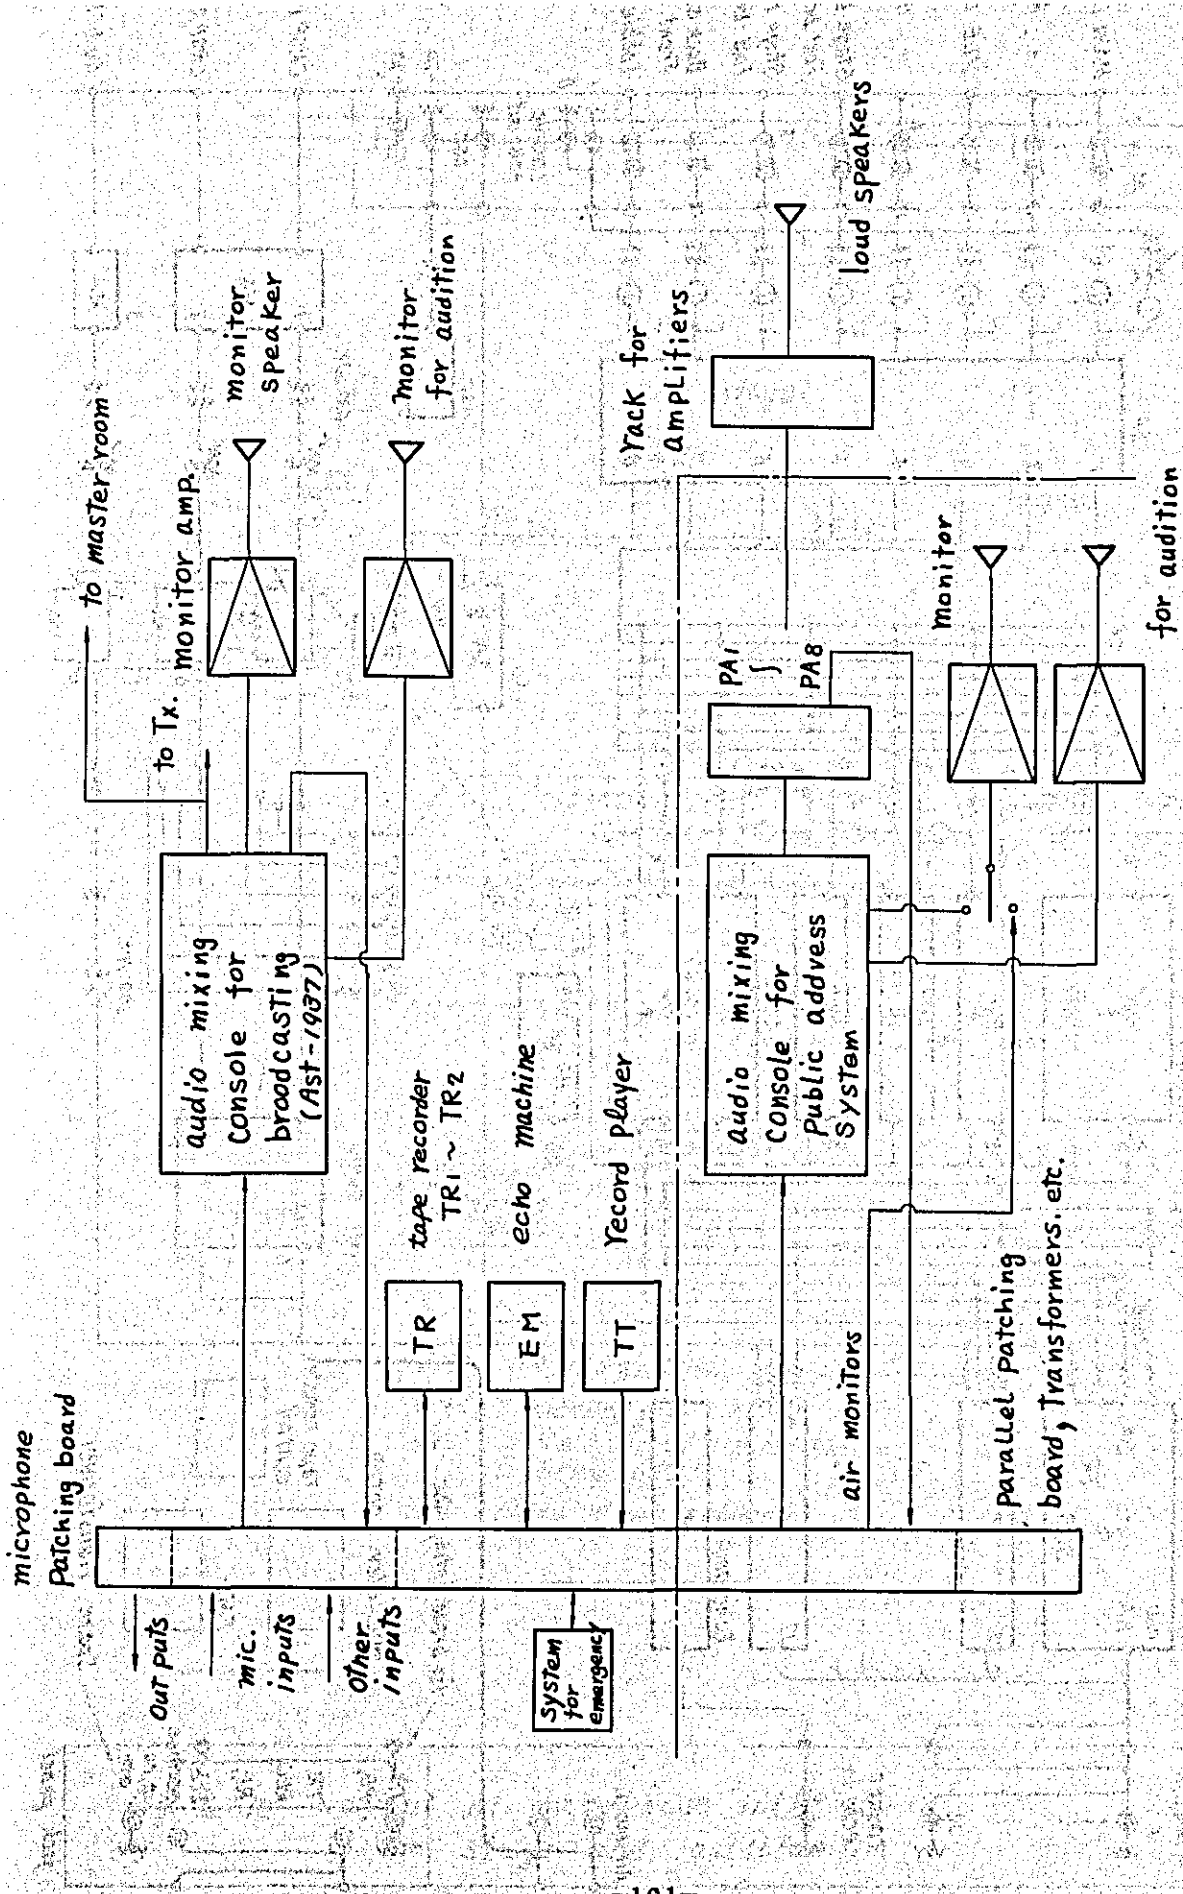 microphone
Patching board
Out puts
mic.
inputs
Other
inputs
System
for
emergency
audio mixing
Console for
broodcasting
(Ast-1937)
to Tx.
to master room
monitor amp.
monitor
speaker
monitor
for audition
tape recorder
TR1 ~ TR2
TR
echo machine
EM
record player
TT
audio mixing
Console for
Public addvess
System
PA1
∫
PA8
rack for
amplifiers
loud speakers
monitor
for audition
air monitors
parallel patching
board, Transformers. etc.